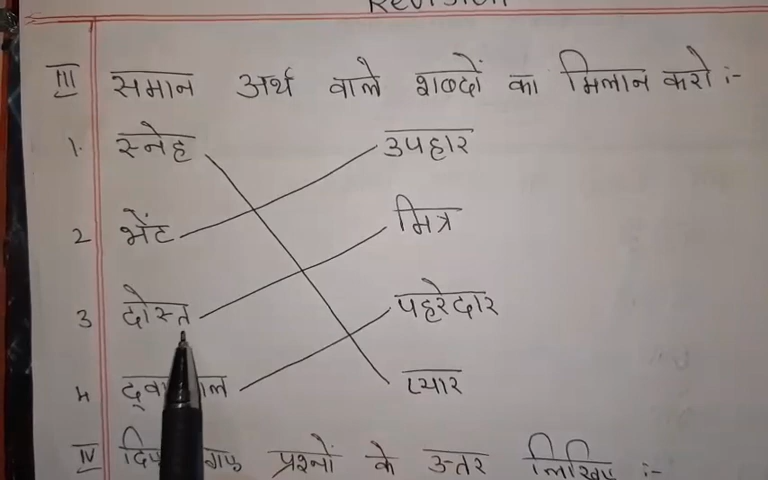 III समान अर्थ वाले शब्दों का मिलान करो :-
1. स्नेह उपहार
2 भेंट मित्र
3 दोस्त पहरेदार
4 प्यार
IV प्रश्नों के उत्तर लिखिए :-